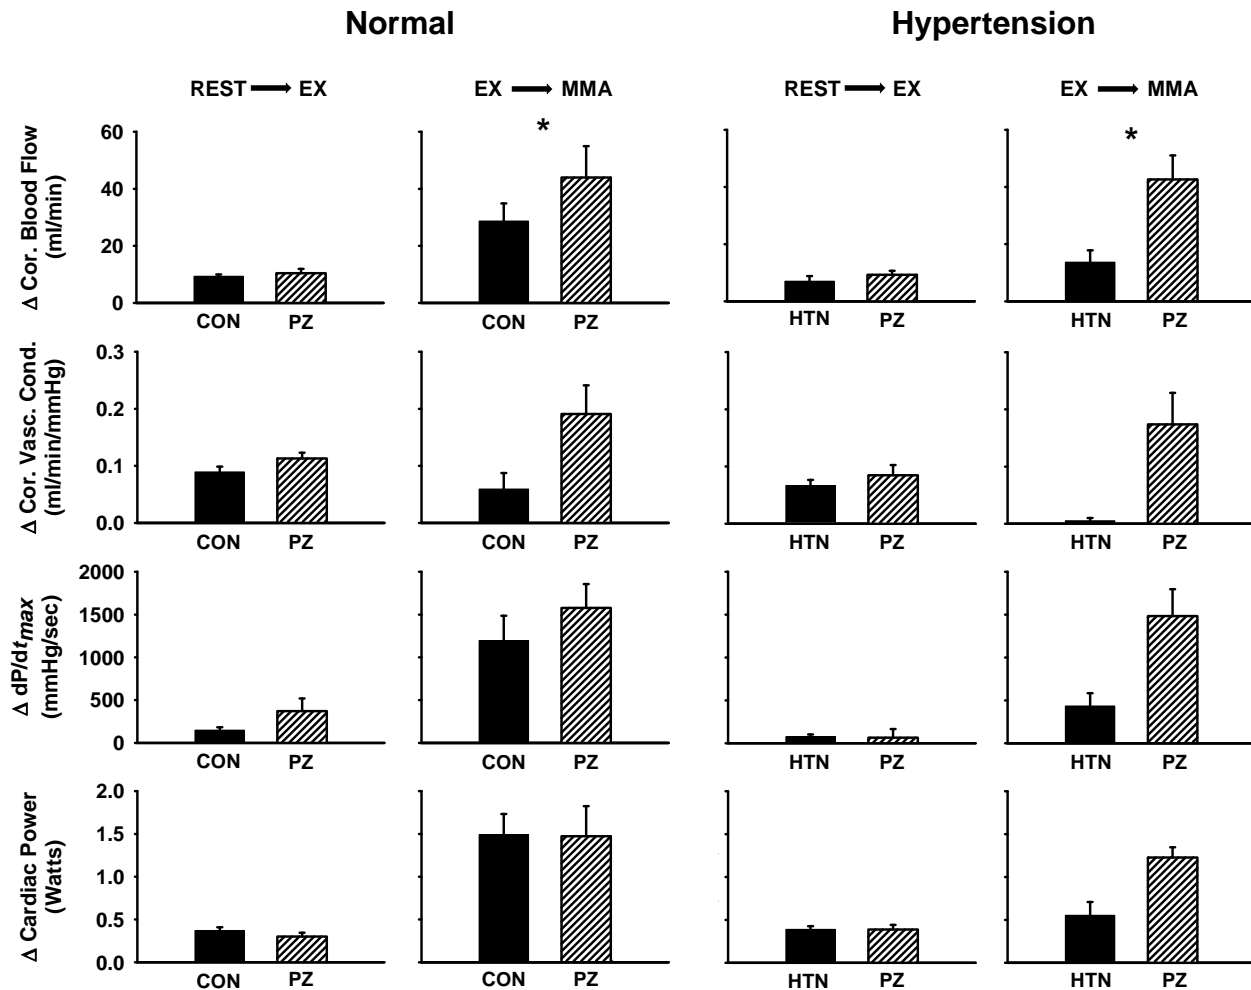 Normal
Hypertension
REST → EX
EX → MMA
REST → EX
EX → MMA
Δ Cor. Blood Flow
(ml/min)
60
40
20
0
*
*
CON PZ
CON PZ
HTN PZ
HTN PZ
Δ Cor. Vasc. Cond.
(ml/min/mmHg)
0.3
0.2
0.1
0.0
CON PZ
CON PZ
HTN PZ
HTN PZ
Δ dP/dtmax
(mmHg/sec)
2000
1500
1000
500
0
CON PZ
CON PZ
HTN PZ
HTN PZ
Δ Cardiac Power
(Watts)
2.0
1.5
1.0
0.5
0.0
CON PZ
CON PZ
HTN PZ
HTN PZ